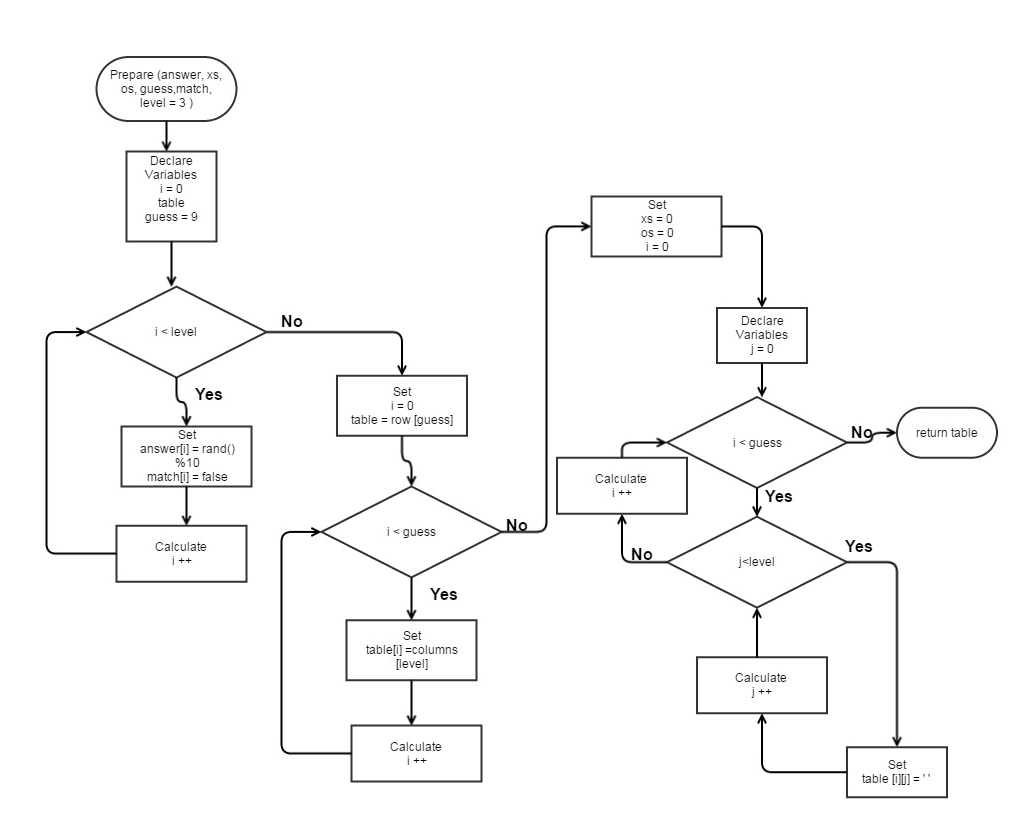 Prepare (answer, xs,
os, guess,match,
level = 3 )
Declare
Variables
i = 0
table
guess = 9
i < level
No
Yes
Set
answer[i] = rand()
%10
match[i] = false
Calculate
i ++
Set
i = 0
table = row [guess]
i < guess
No
Yes
Set
table[i] =columns
[level]
Calculate
i ++
Set
xs = 0
os = 0
i = 0
Declare
Variables
j = 0
i < guess
No
return table
Yes
Calculate
i ++
No
j<level
Yes
Calculate
j ++
Set
table [i][j] = ' '